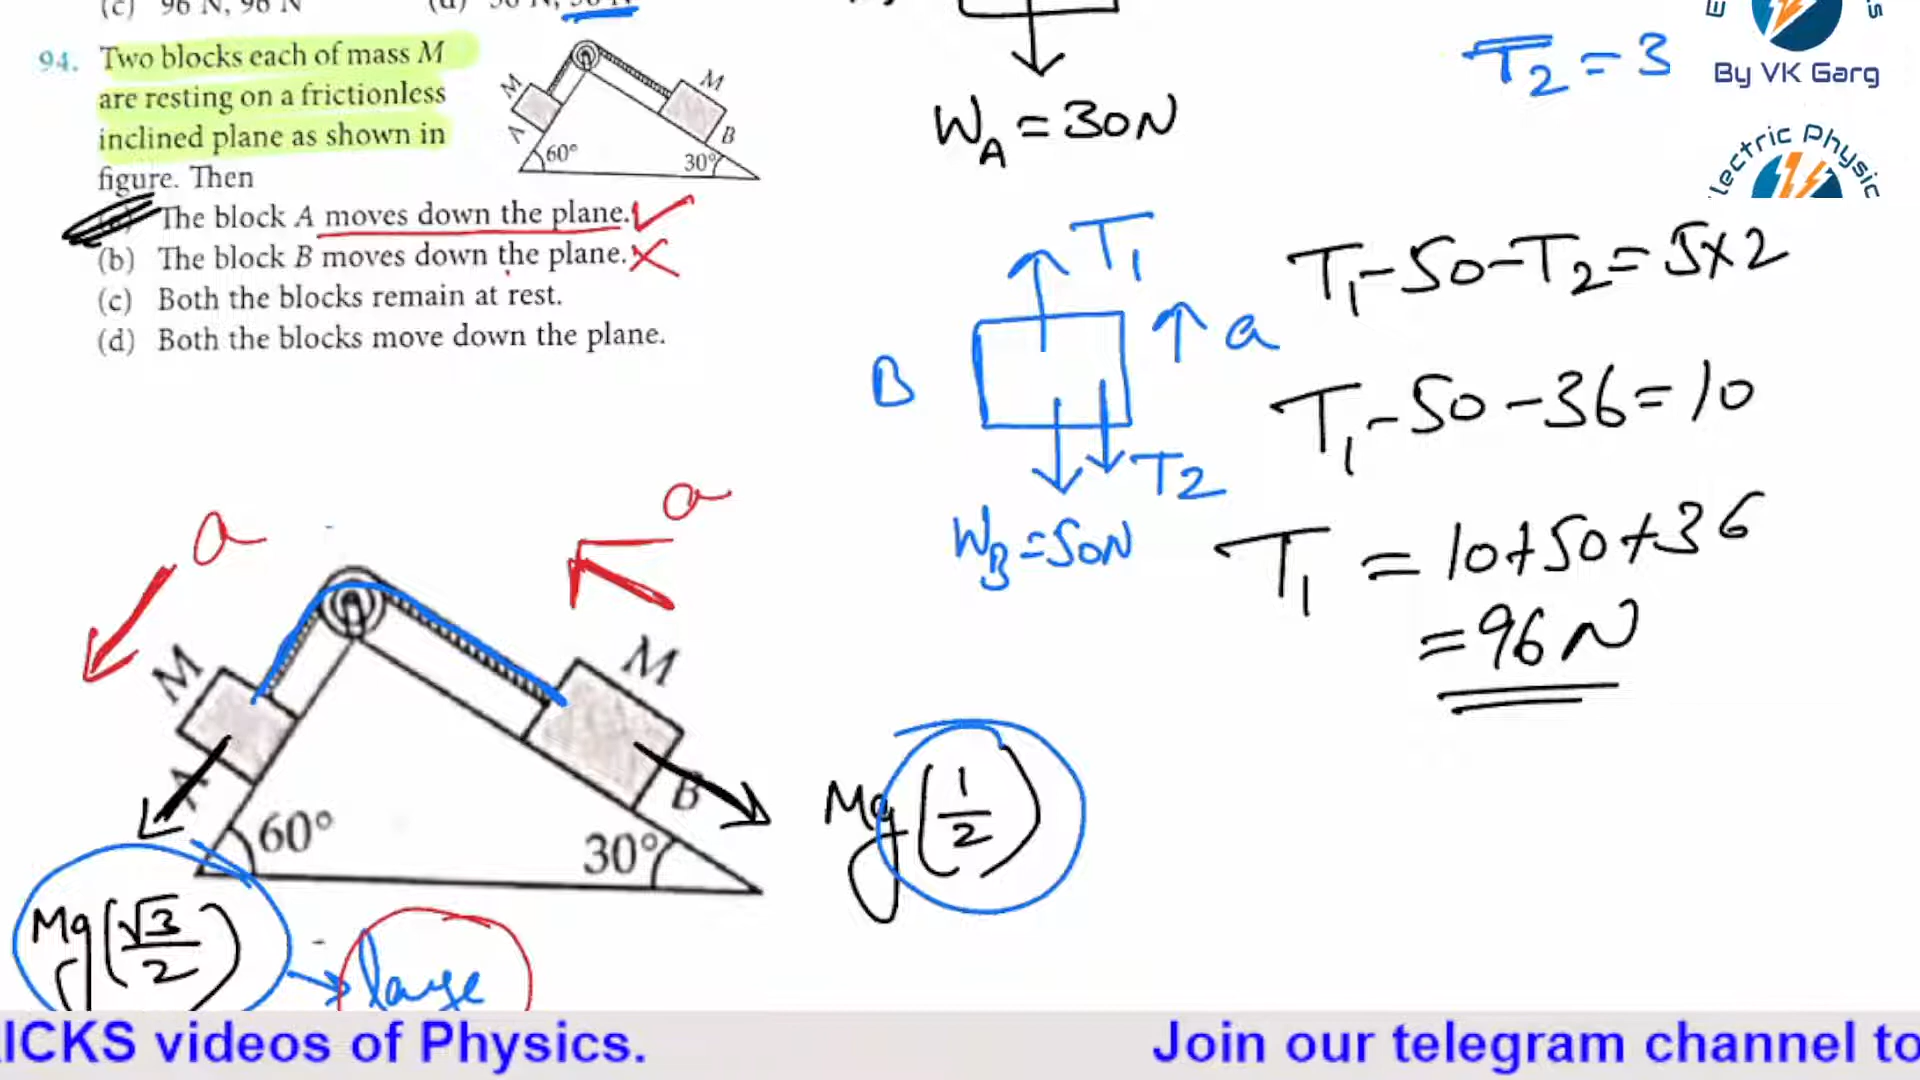 (c) 96 N, 96 N
94. Two blocks each of mass M
are resting on a frictionless
inclined plane as shown in
figure. Then
The block A moves down the plane.
(b) The block B moves down the plane.
(c) Both the blocks remain at rest.
(d) Both the blocks move down the plane.
M
A
M
B
60°
30°
W_A = 30N
T_2 = 3
By VK Garg
lectric Physic
T_1
a
B
T_2
W_B = 50N
T_1 - 50 - T_2 = 5×2
T_1 - 50 - 36 = 10
T_1 = 10+50+36
= 96 N
a
a
M
A
M
B
60°
30°
Mg(√3/2)
large
Mg(1/2)
ICKS videos of Physics.
Join our telegram channel to